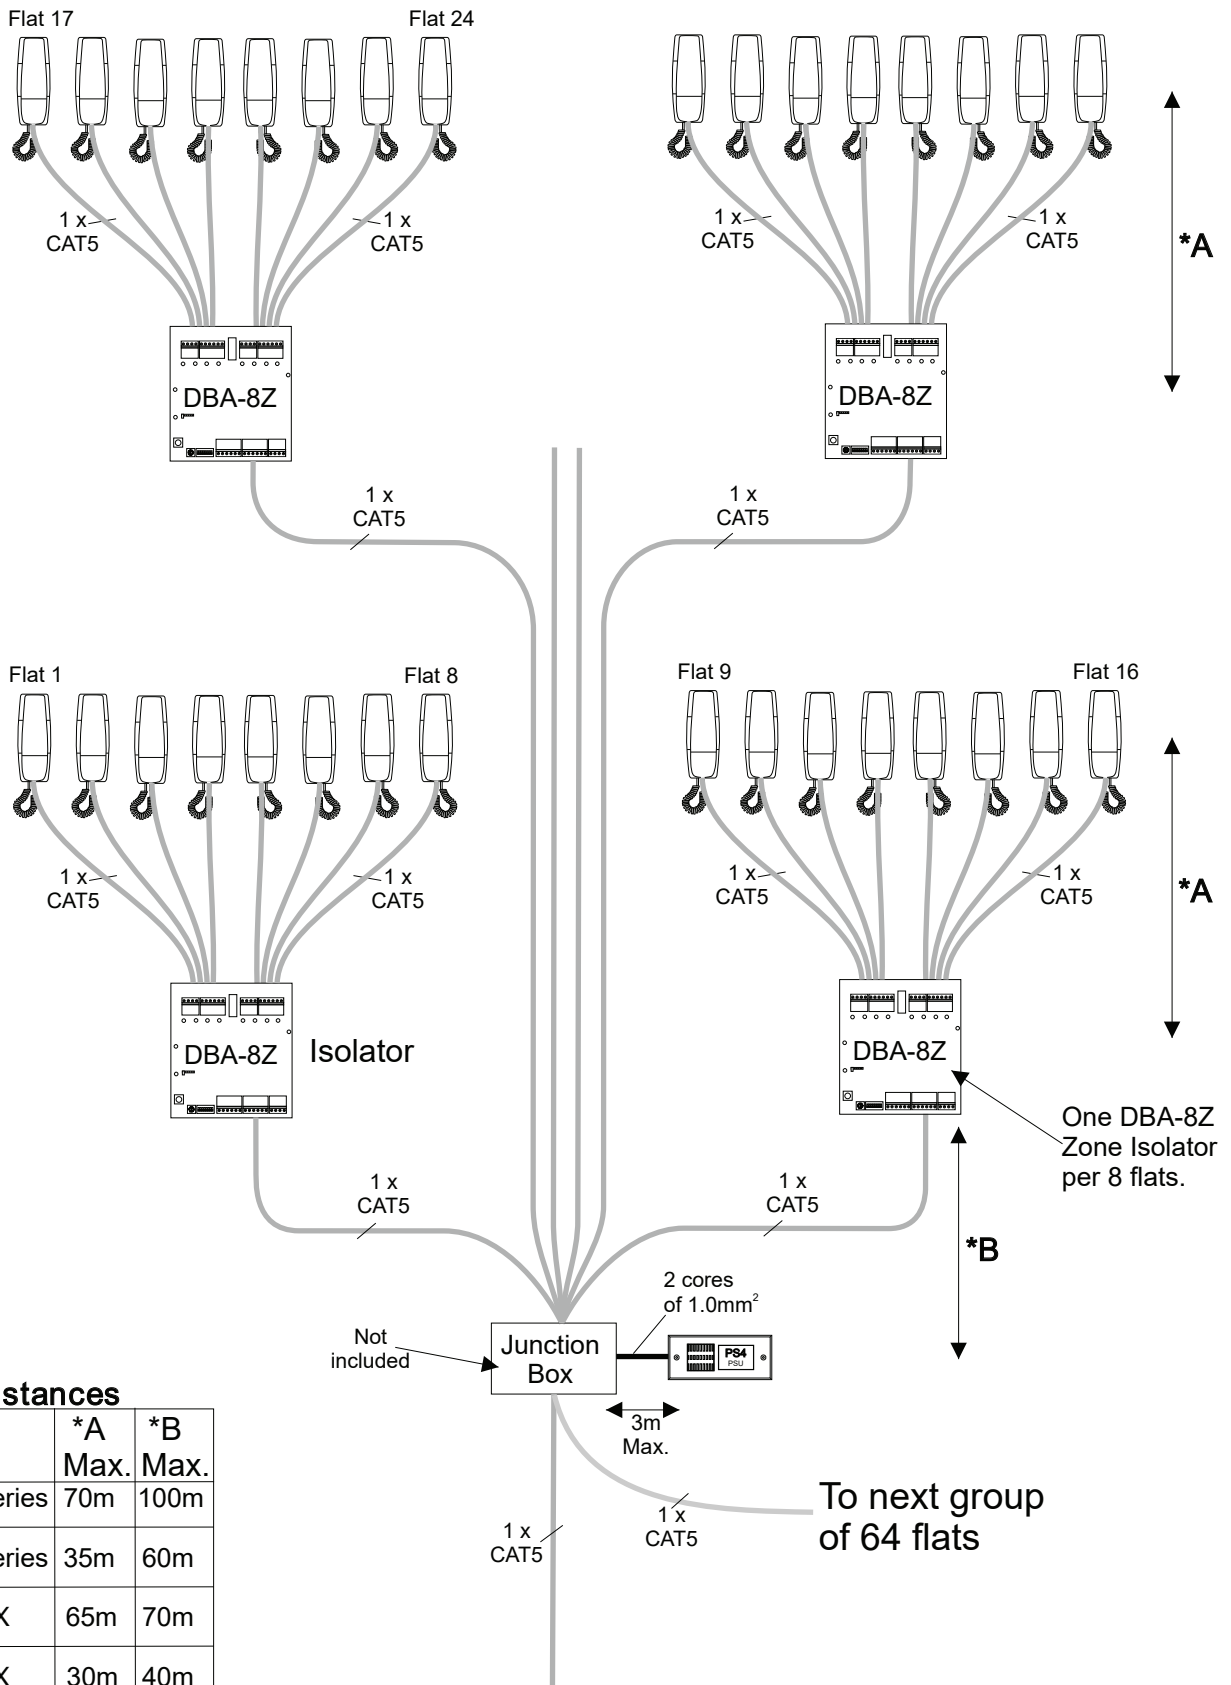 Flat 17
Flat 24
1 x
CAT5
1 x
CAT5
1 x
CAT5
1 x
CAT5
*A
DBA-8Z
DBA-8Z
1 x
CAT5
1 x
CAT5
Flat 1
Flat 8
Flat 9
Flat 16
1 x
CAT5
1 x
CAT5
1 x
CAT5
1 x
CAT5
*A
DBA-8Z
Isolator
DBA-8Z
One DBA-8Z
Zone Isolator
per 8 flats.
1 x
CAT5
1 x
CAT5
*B
2 cores
of 1.0mm²
Not
included
Junction
Box
PS4
PSU
3m
Max.
stances
*A
Max.
*B
Max.
eries 70m 100m
eries 35m 60m
X 65m 70m
X 30m 40m
1 x
CAT5
1 x
CAT5
To next group
of 64 flats